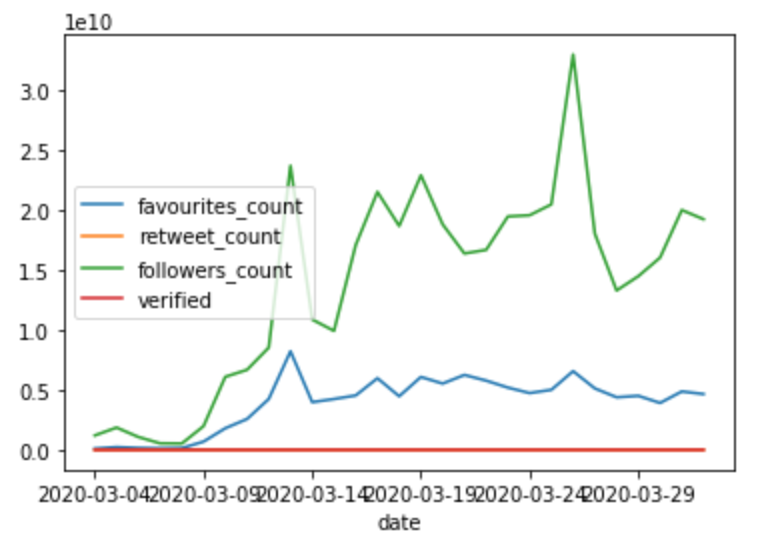 1e10
3.0
2.5
2.0
1.5
1.0
0.5
0.0
favourites_count
retweet_count
followers_count
verified
2020-03-04 2020-03-09 2020-03-14 2020-03-19 2020-03-24 2020-03-29
date